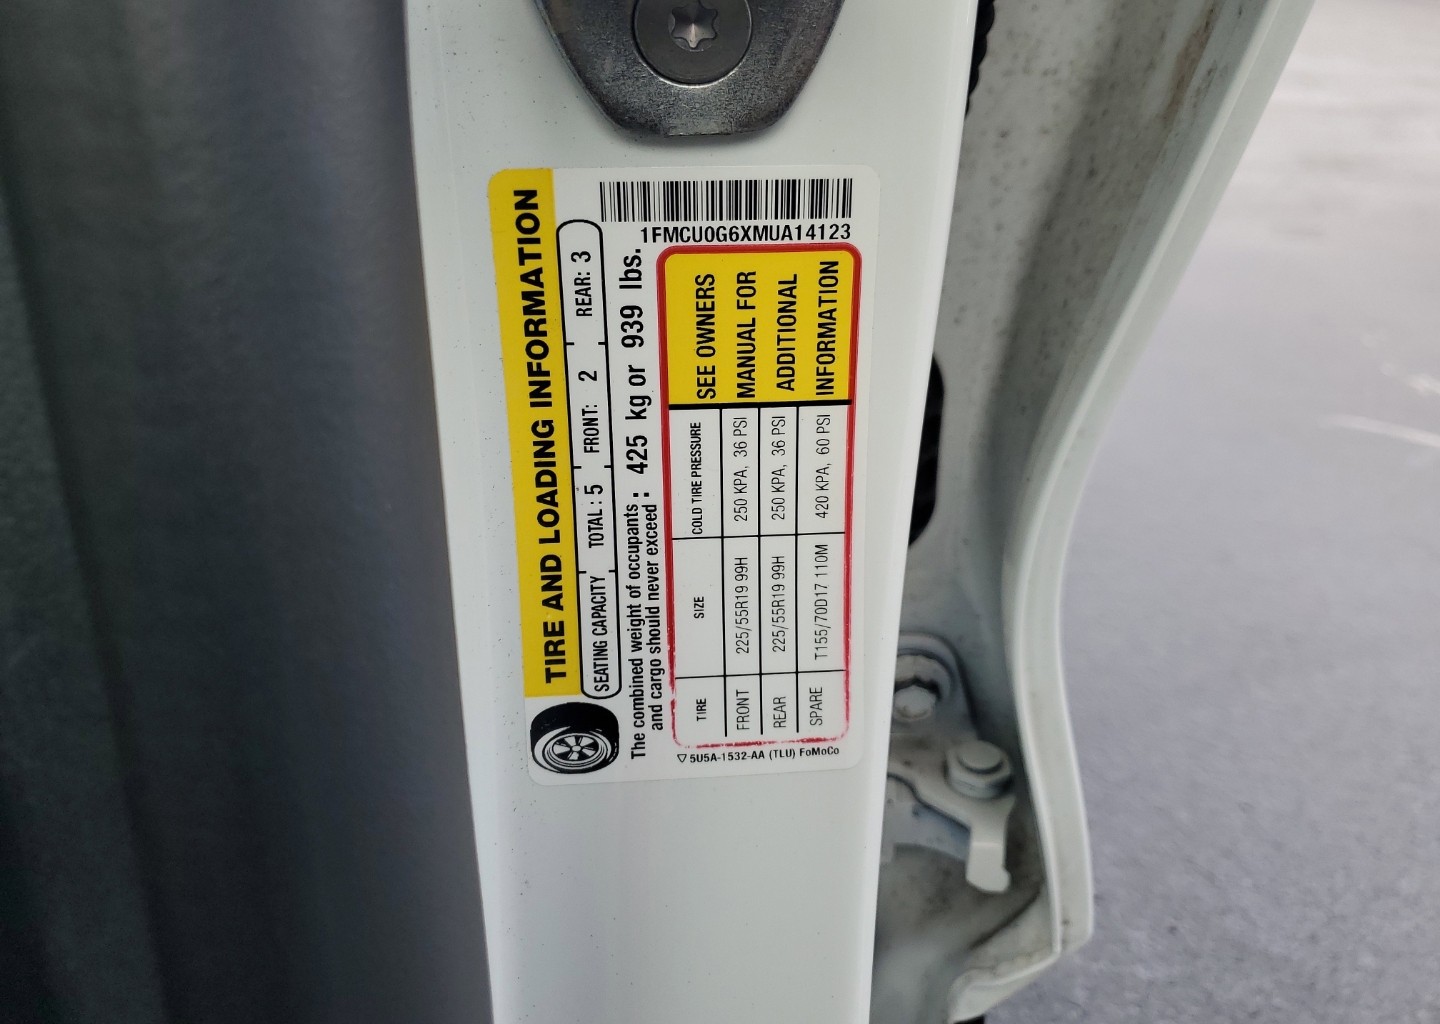 1FMCU0G6XMUA14123
TIRE AND LOADING INFORMATION
SEATING CAPACITY TOTAL : 5 FRONT: 2 REAR: 3
The combined weight of occupants
and cargo should never exceed : 425 kg or 939 lbs.
TIRE SIZE COLD TIRE PRESSURE SEE OWNERS
FRONT 225/55R19 99H 250 KPA, 36 PSI MANUAL FOR
REAR 225/55R19 99H 250 KPA, 36 PSI ADDITIONAL
SPARE T155/70D17 110M 420 KPA, 60 PSI INFORMATION
5U5A-1532-AA (TLU) FoMoCo